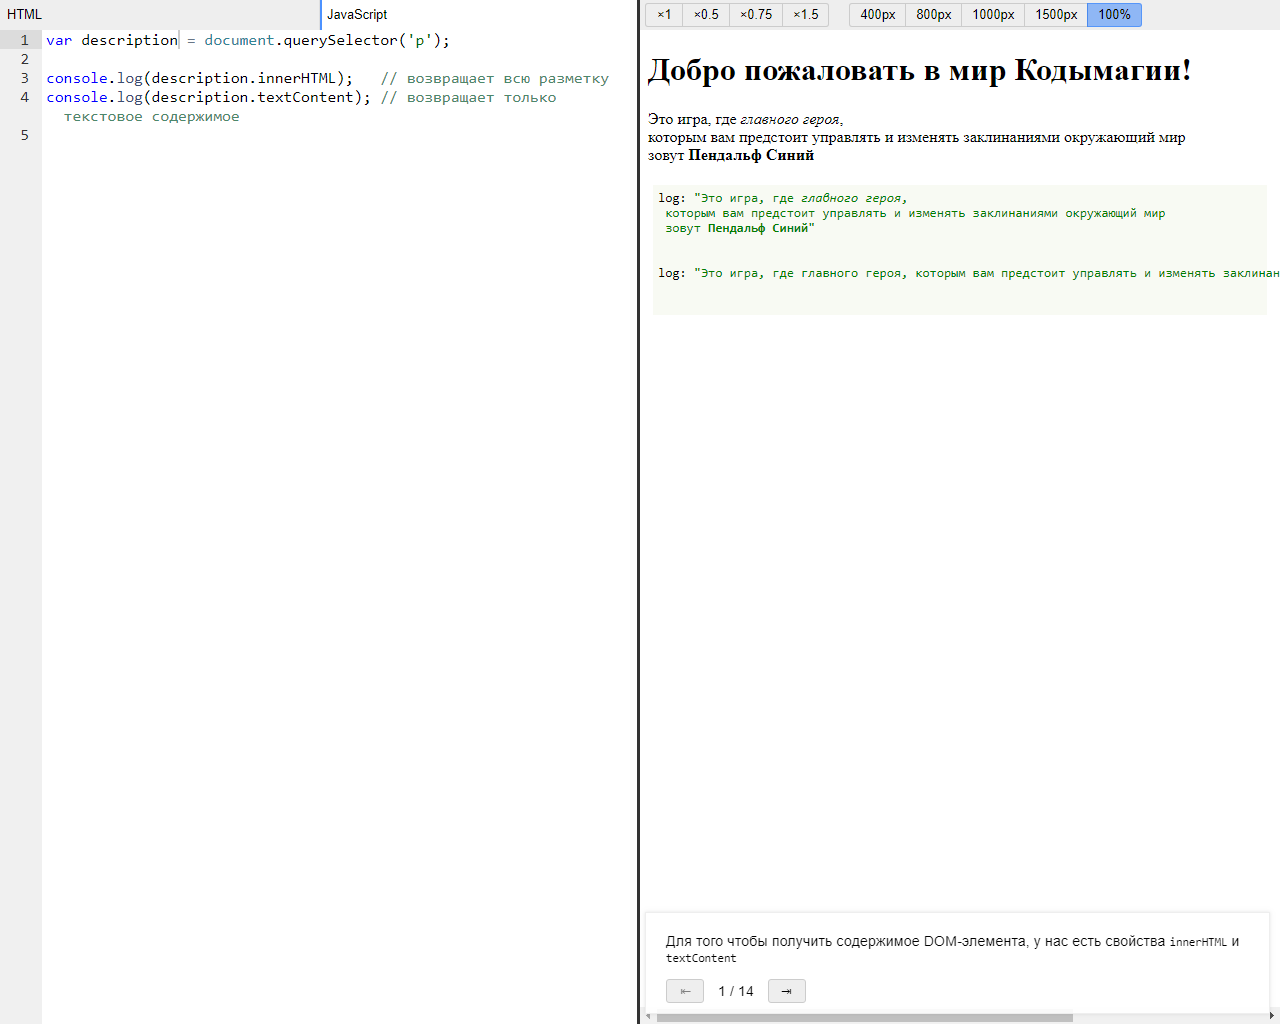 HTML
JavaScript
1 var description = document.querySelector('p');
2
3 console.log(description.innerHTML);   // возвращает всю разметку
4 console.log(description.textContent); // возвращает только
текстовое содержимое
5
×1 ×0.5 ×0.75 ×1.5 400px 800px 1000px 1500px 100%
Добро пожаловать в мир Кодымагии!
Это игра, где главного героя,
которым вам предстоит управлять и изменять заклинаниями окружающий мир
зовут Пендальф Синий
log: "Это игра, где главного героя,
которым вам предстоит управлять и изменять заклинаниями окружающий мир
зовут Пендальф Синий"
log: "Это игра, где главного героя, которым вам предстоит управлять и изменять заклинан
Для того чтобы получить содержимое DOM-элемента, у нас есть свойства innerHTML и
textContent
⇤ 1 / 14 ⇥